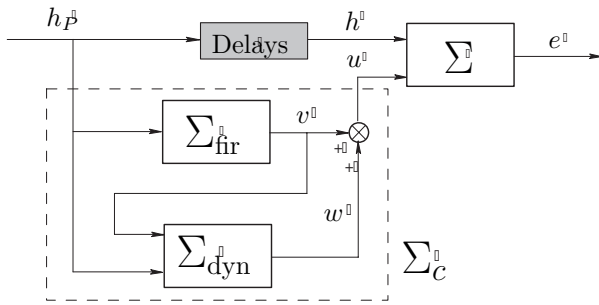 h_P
Delays
h
u
Σ
e
Σ_fir
v
+
+
w
Σ_dyn
Σ_c